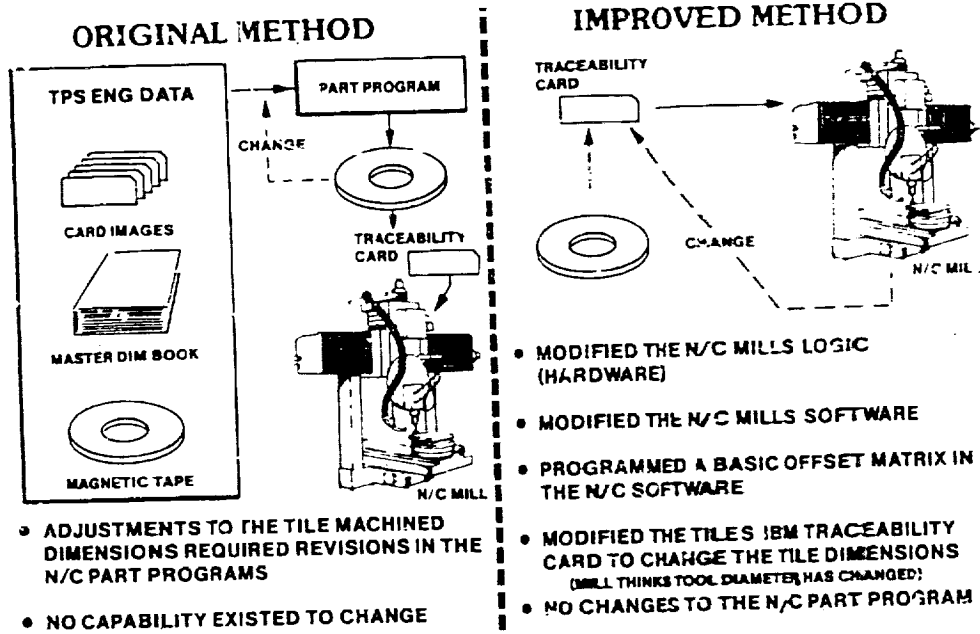 ORIGINAL METHOD
TPS ENG DATA
CARD IMAGES
MASTER DIM BOOK
MAGNETIC TAPE
PART PROGRAM
CHANGE
TRACEABILITY
CARD
N/C MILL
• ADJUSTMENTS TO THE TILE MACHINED
DIMENSIONS REQUIRED REVISIONS IN THE
N/C PART PROGRAMS
• NO CAPABILITY EXISTED TO CHANGE
IMPROVED METHOD
TRACEABILITY
CARD
CHANGE
N/C MIL
• MODIFIED THE N/C MILLS LOGIC
(HARDWARE)
• MODIFIED THE N/C MILLS SOFTWARE
• PROGRAMMED A BASIC OFFSET MATRIX IN
THE N/C SOFTWARE
• MODIFIED THE TILES IBM TRACEABILITY
CARD TO CHANGE THE TILE DIMENSIONS
(MILL THINKS TOOL DIAMETER HAS CHANGED)
• NO CHANGES TO THE N/C PART PROGRAM